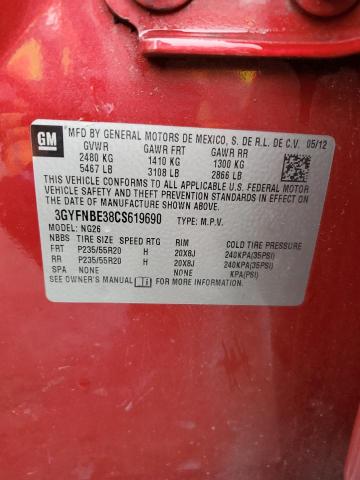 GM
MFD BY GENERAL MOTORS DE MEXICO, S. DE R.L. DE C.V. 05/12
GVWR GAWR FRT GAWR RR
2480 KG 1410 KG 1300 KG
5467 LB 3108 LB 2866 LB
THIS VEHICLE CONFORMS TO ALL APPLICABLE U.S. FEDERAL MOTOR
VEHICLE SAFETY AND THEFT PREVENTION STANDARDS IN EFFECT ON
THE DATE OF MANUFACTURE SHOWN ABOVE.
3GYFNBE38CS619690 TYPE: M.P.V.
MODEL: NG26
NBBS TIRE SIZE SPEED RTG RIM COLD TIRE PRESSURE
FRT P235/55R20 H 20X8J 240KPA(35PSI)
RR P235/55R20 H 20X8J 240KPA(35PSI)
SPA NONE NONE KPA(PSI)
SEE OWNER'S MANUAL i FOR MORE INFORMATION.